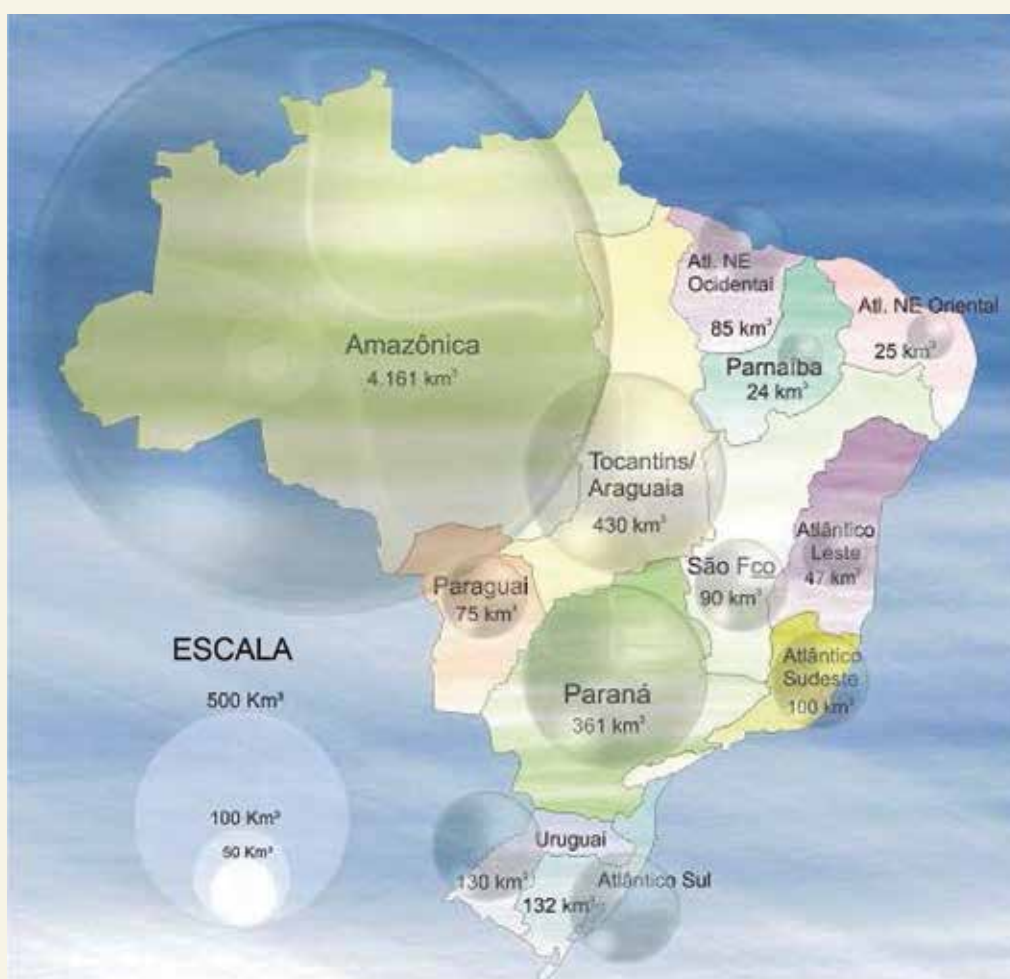 Atl. NE
Ocidental
85 km³
Atl. NE Oriental
25 km³
Amazônica
4.161 km³
Parnaíba
24 km³
Tocantins/
Araguaia
430 km³
Atlântico
Leste
47 km³
São Fco
90 km³
Paraguai
75 km³
ESCALA
500 Km³
100 Km³
50 Km³
Atlântico
Sudeste
100 km³
Paraná
361 km³
Uruguai
130 km³
Atlântico Sul
132 km³